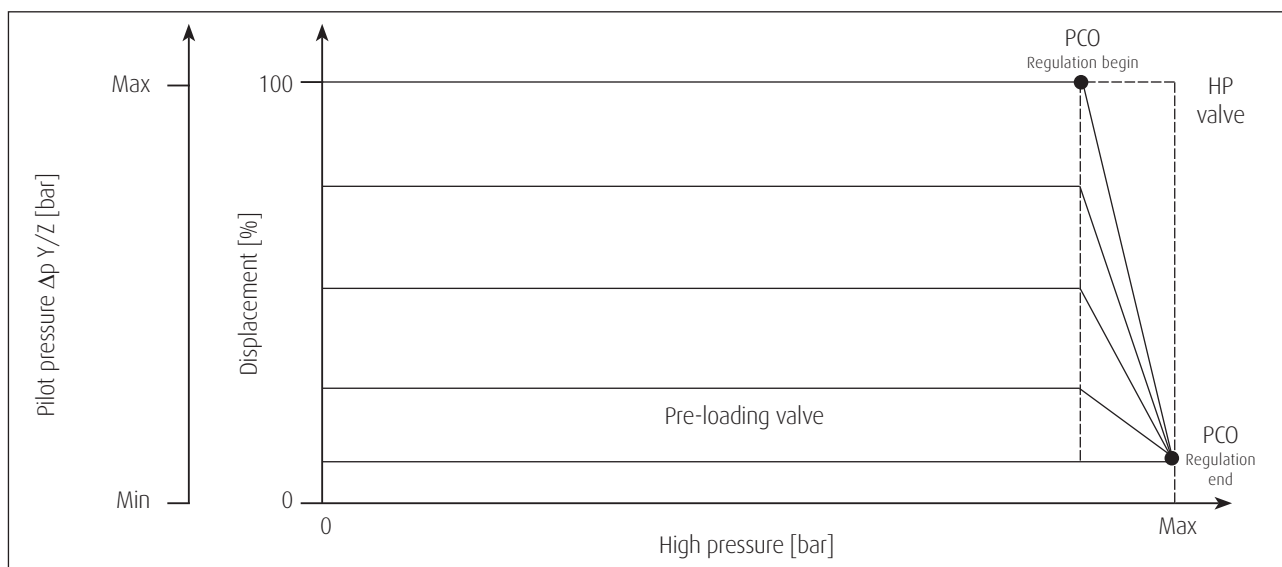 PCO
Regulation begin
Max
100
HP
valve
Pilot pressure Δp Y/Z [bar]
Displacement [%]
Pre-loading valve
PCO
Regulation
end
Min
0
0
Max
High pressure [bar]